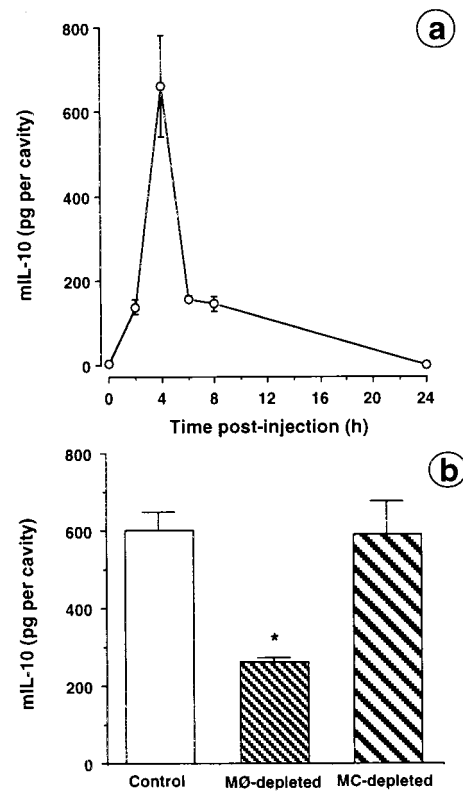 a
800
600
400
200
0
mIL-10 (pg per cavity)
0 4 8 12 16 20 24
Time post-injection (h)
b
800
600
400
200
0
mIL-10 (pg per cavity)
*
Control MØ-depleted MC-depleted